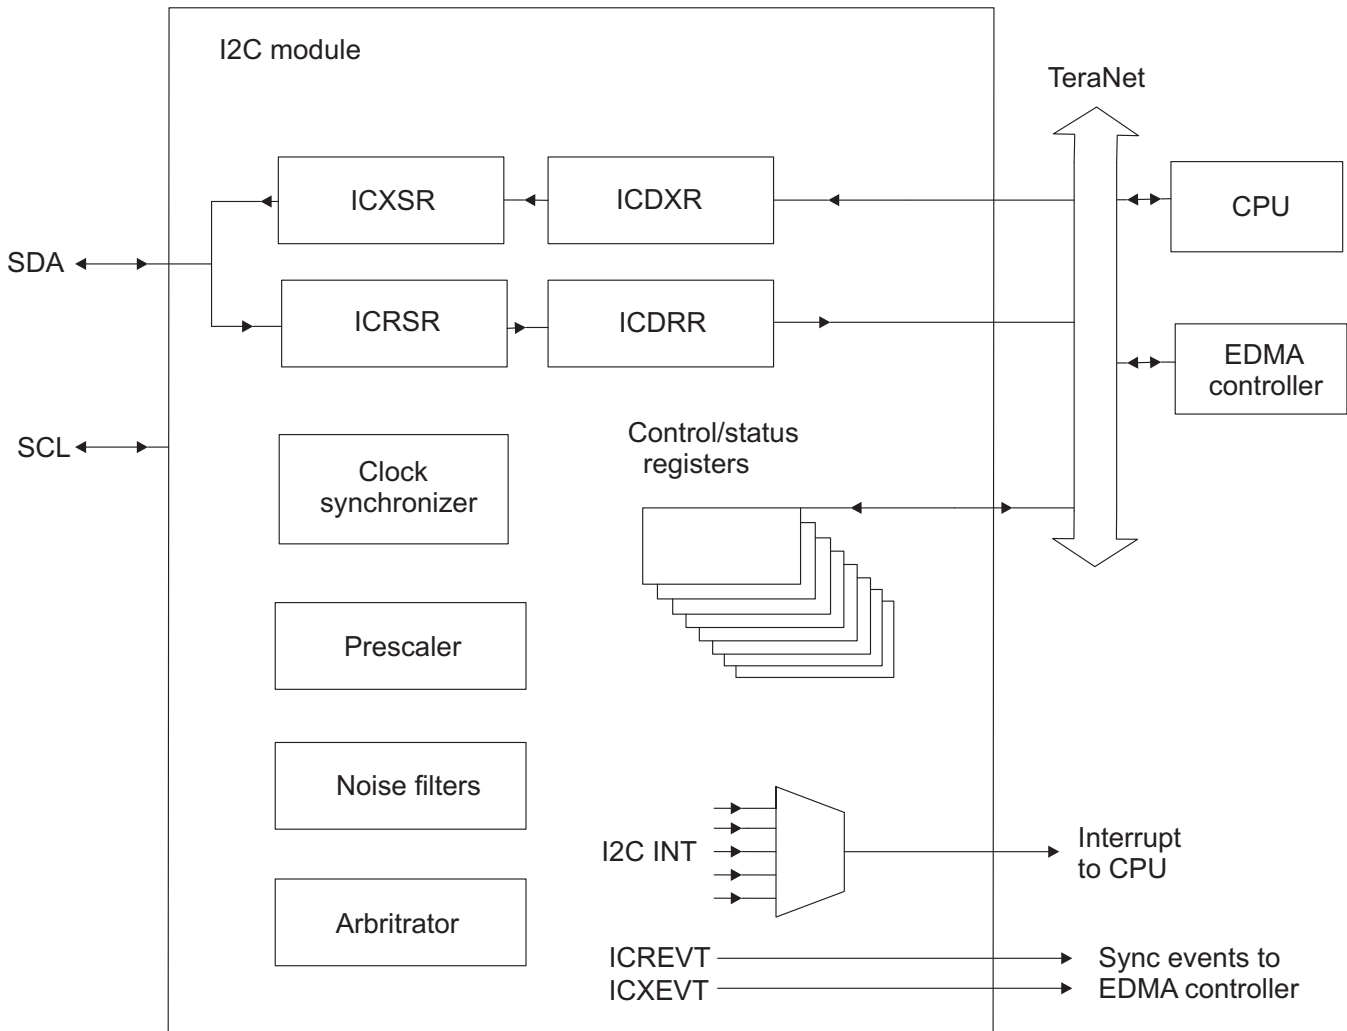 I2C module
TeraNet
ICXSR
ICDXR
CPU
SDA
ICRSR
ICDRR
EDMA
controller
SCL
Control/status
registers
Clock
synchronizer
Prescaler
Noise filters
I2C INT
Interrupt
to CPU
Arbritrator
ICREVT
ICXEVT
Sync events to
EDMA controller